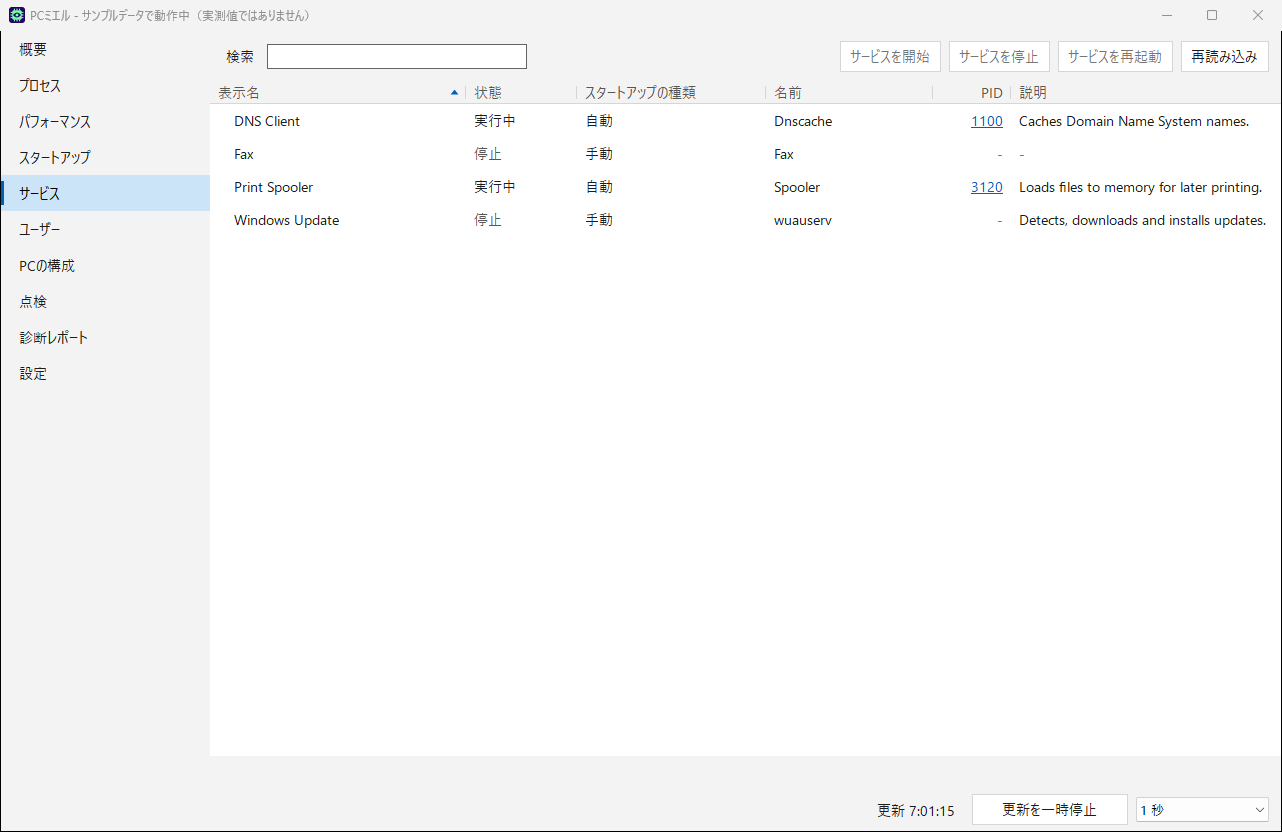 PCミエル - サンプルデータで動作中（実測値ではありません）
概要
プロセス
パフォーマンス
スタートアップ
サービス
ユーザー
PCの構成
点検
診断レポート
設定
検索
サービスを開始 サービスを停止 サービスを再起動 再読み込み
表示名 状態 スタートアップの種類 名前 PID 説明
DNS Client 実行中 自動 Dnscache 1100 Caches Domain Name System names.
Fax 停止 手動 Fax - -
Print Spooler 実行中 自動 Spooler 3120 Loads files to memory for later printing.
Windows Update 停止 手動 wuauserv - Detects, downloads and installs updates.
更新 7:01:15 更新を一時停止 1 秒